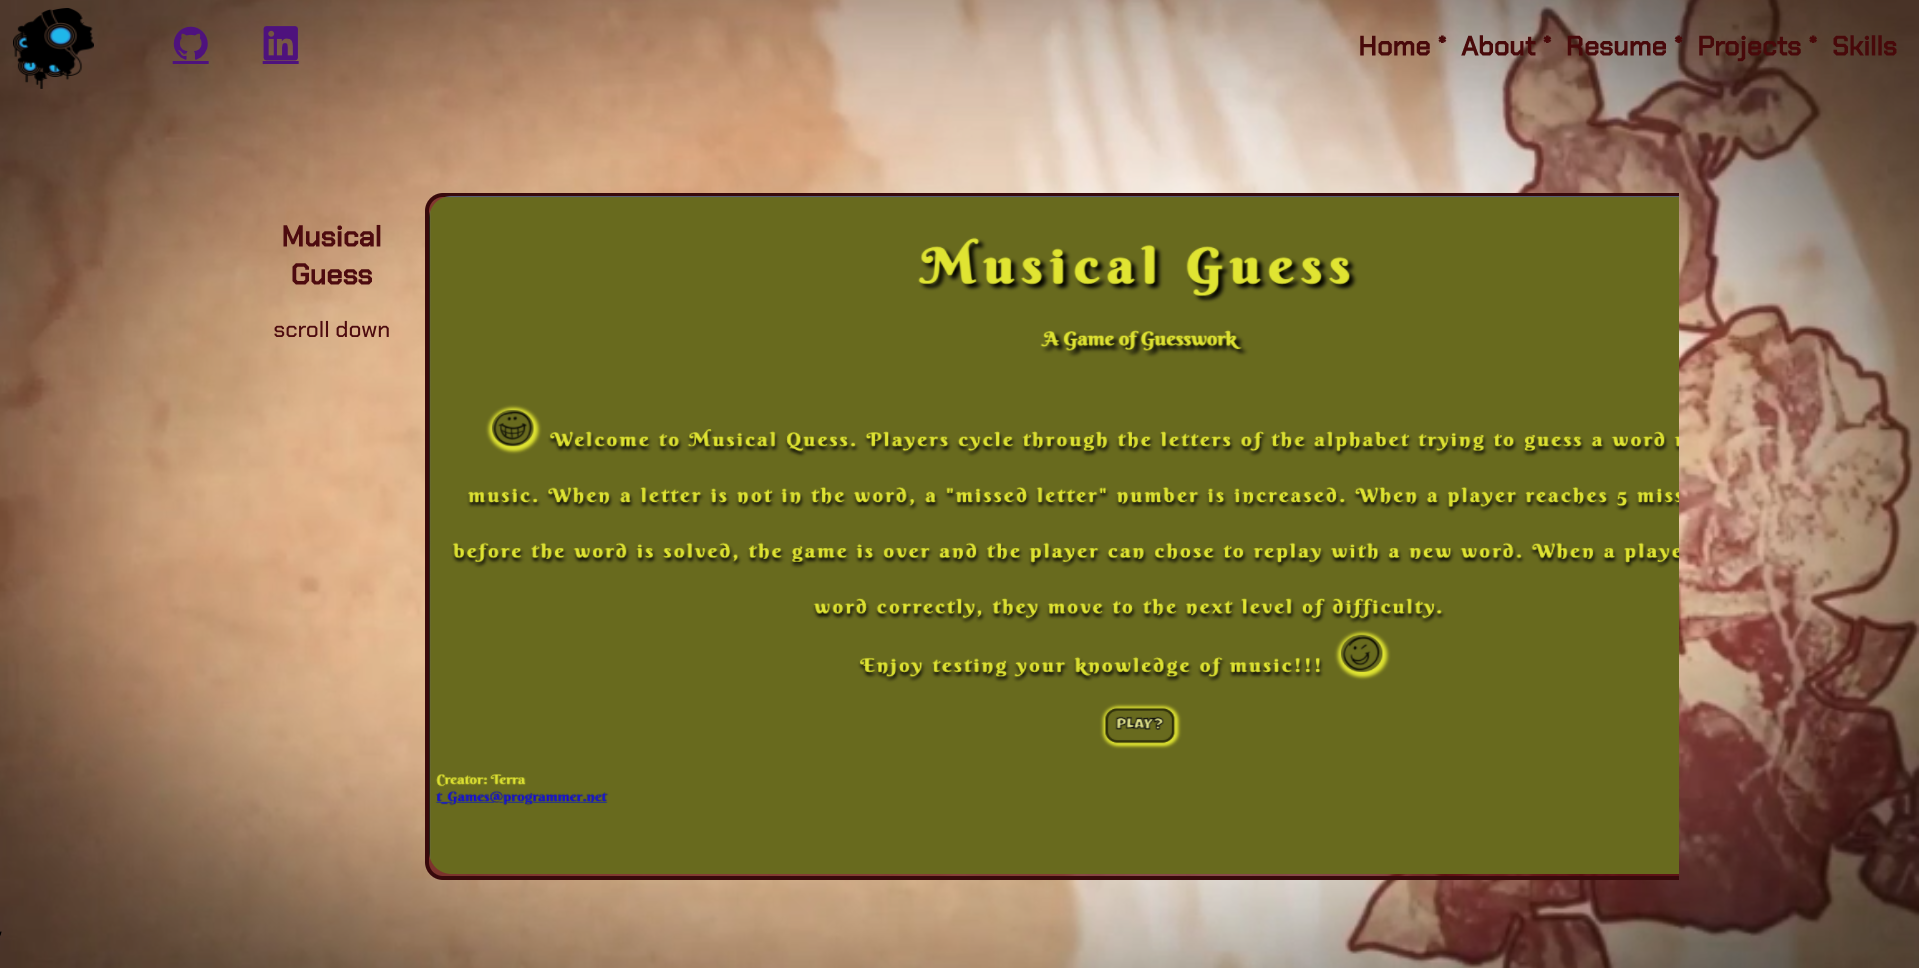 Home * About * Resume * Projects * Skills
Musical
Guess
scroll down
Musical Guess
A Game of Guesswork
Welcome to Musical Quess. Players cycle through the letters of the alphabet trying to guess a word
music. When a letter is not in the word, a "missed letter" number is increased. When a player reaches 5 miss
before the word is solved, the game is over and the player can chose to replay with a new word. When a playe
word correctly, they move to the next level of difficulty.
Enjoy testing your knowledge of music!!!
PLAY?
Creator: Terra
t_Games@programmer.net